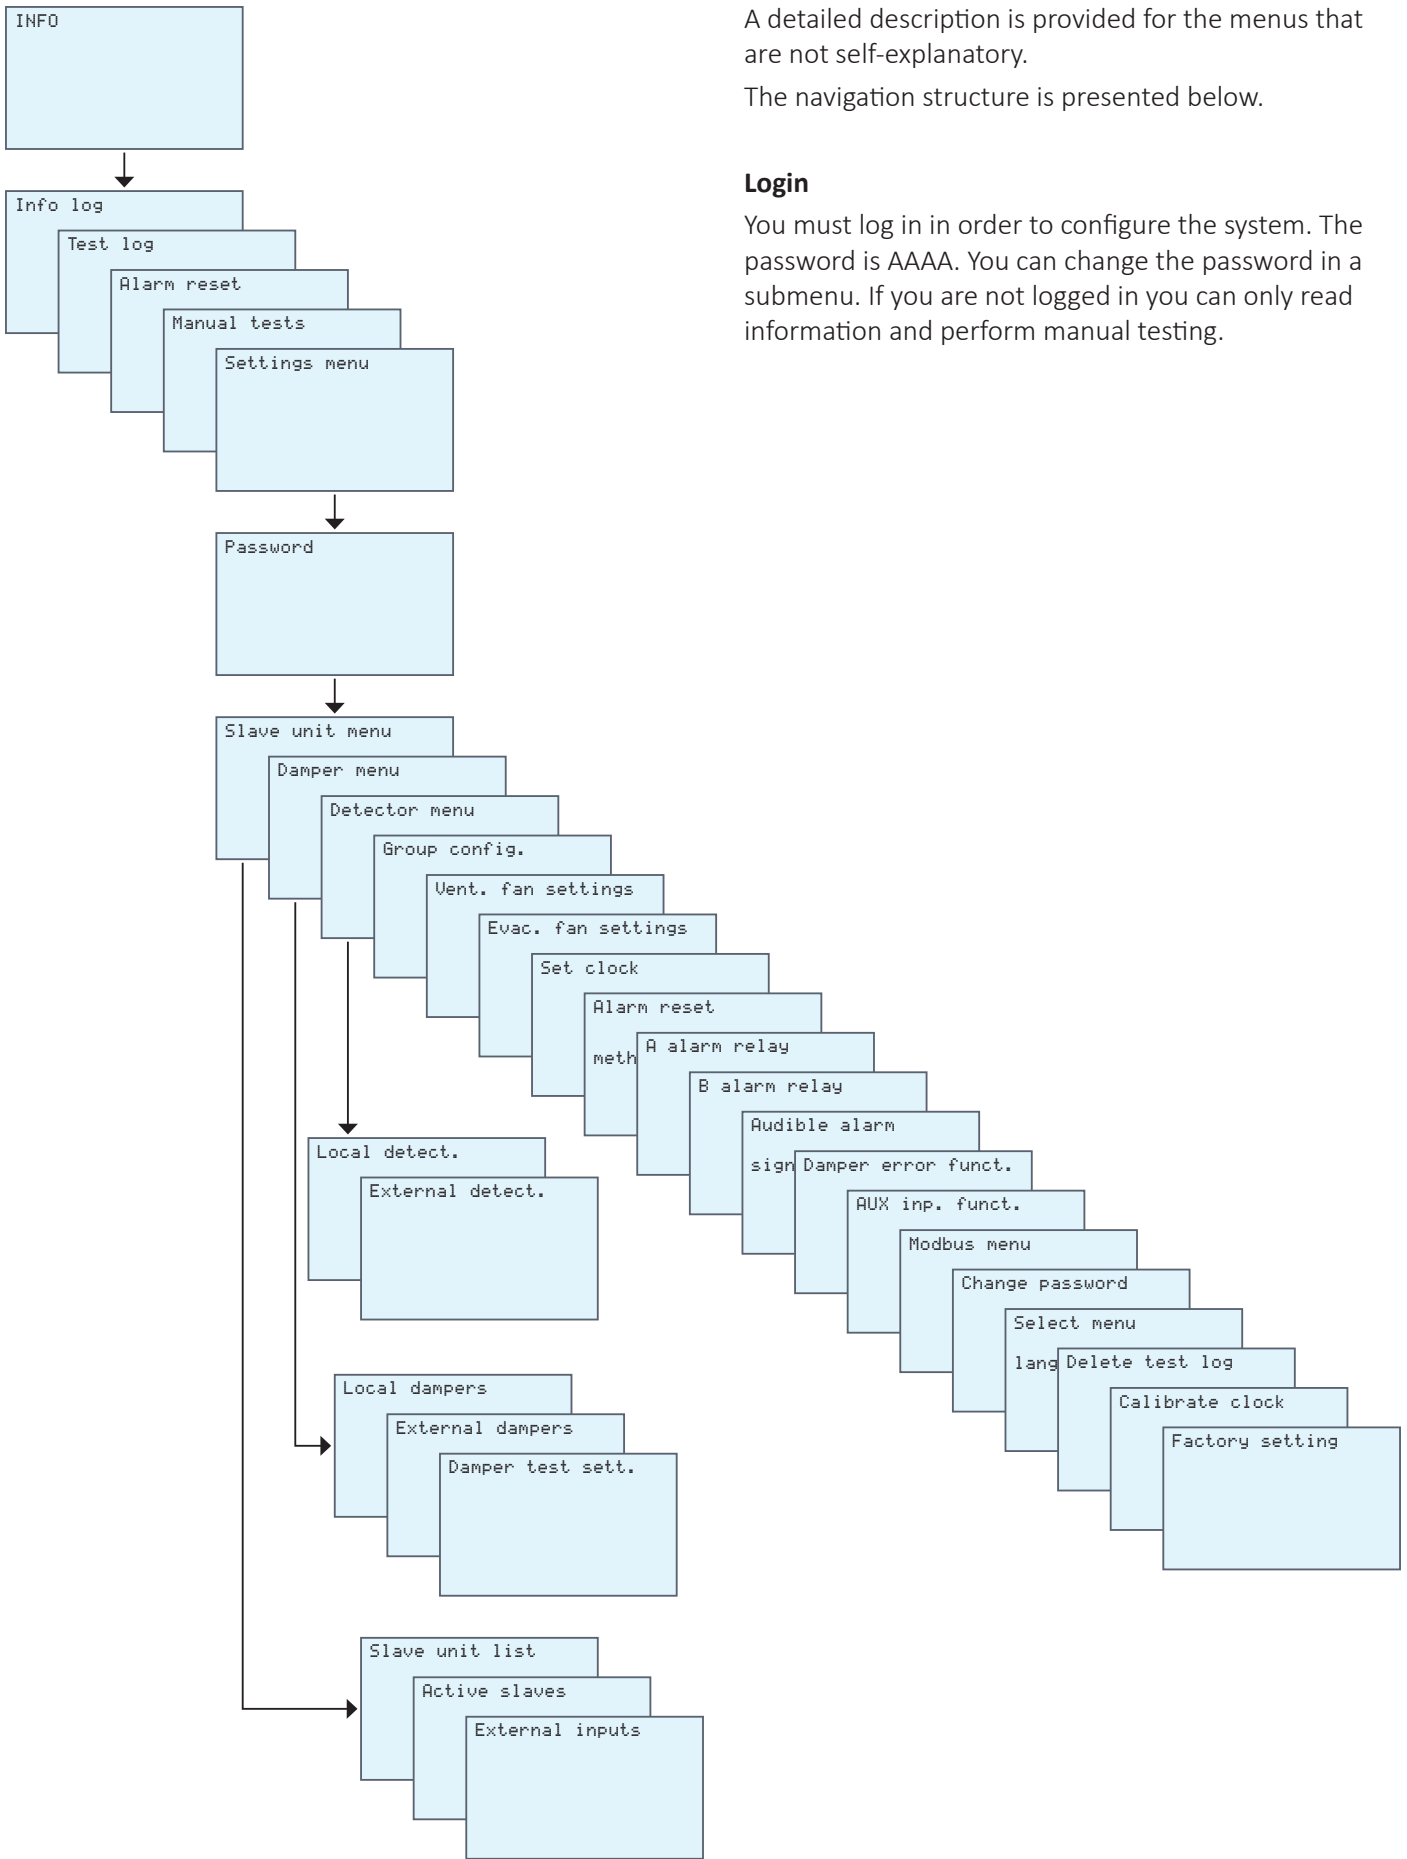 INFO
A detailed description is provided for the menus that
are not self-explanatory.
The navigation structure is presented below.
Login
You must log in in order to configure the system. The
password is AAAA. You can change the password in a
submenu. If you are not logged in you can only read
information and perform manual testing.
Info log
Test log
Alarm reset
Manual tests
Settings menu
Password
Slave unit menu
Damper menu
Detector menu
Group config.
Vent. fan settings
Evac. fan settings
Set clock
Alarm reset
meth
A alarm relay
B alarm relay
Audible alarm
sign
Damper error funct.
AUX inp. funct.
Modbus menu
Change password
Select menu
lang
Delete test log
Calibrate clock
Factory setting
Local detect.
External detect.
Local dampers
External dampers
Damper test sett.
Slave unit list
Active slaves
External inputs